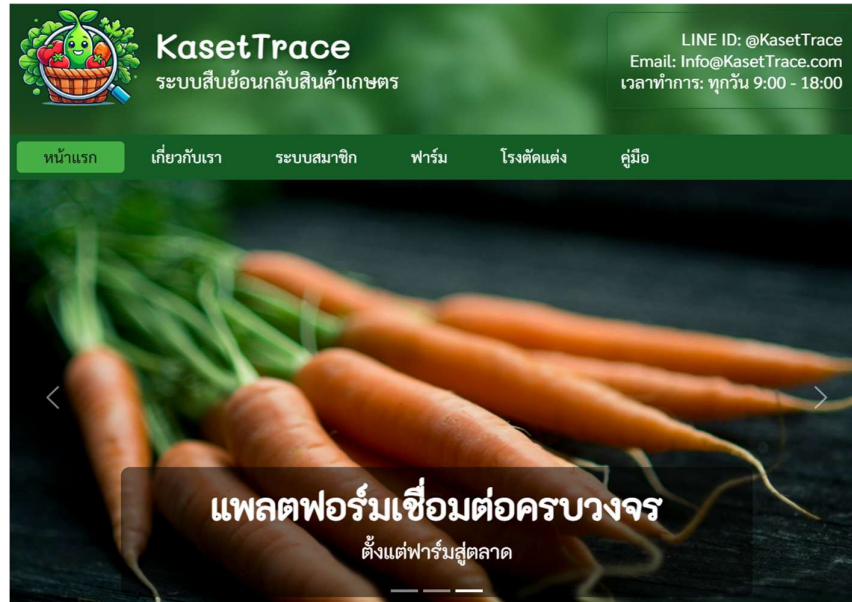 KasetTrace
ระบบสืบย้อนกลับสินค้าเกษตร
LINE ID: @KasetTrace
Email: Info@KasetTrace.com
เวลาทำการ: ทุกวัน 9:00 - 18:00
หน้าแรก เกี่ยวกับเรา ระบบสมาชิก ฟาร์ม โรงตัดแต่ง คู่มือ
แพลตฟอร์มเชื่อมต่อครบวงจร
ตั้งแต่ฟาร์มสู่ตลาด